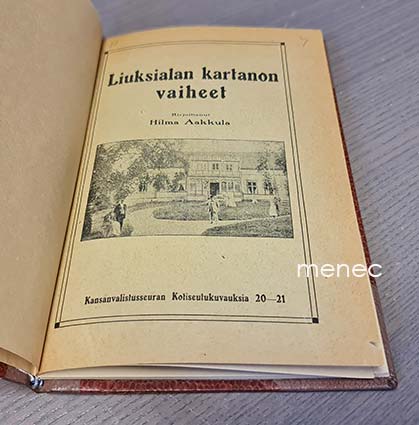 Liuksialan kartanon
vaiheet
Kirjoittanut
Hilma Aakkula
menec
Kansanvalistusseuran Kotiseutukuvauksia 20—21